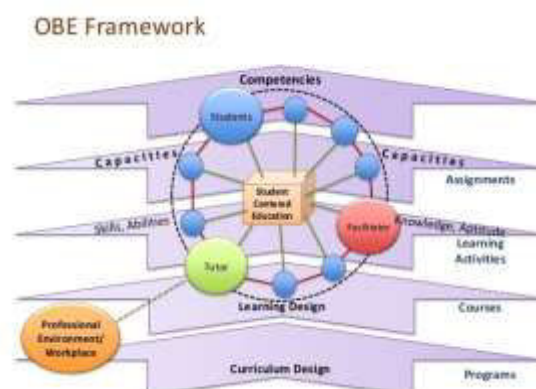 OBE Framework
Competencies
Students
Capacities
Capacities
Assignments
Student
Centered
Education
Skills, Abilities
Knowledge, Aptitude
Facilitator
Learning
Activities
Tutor
Learning Design
Courses
Professional
Environment/
Workplace
Curriculum Design
Programs